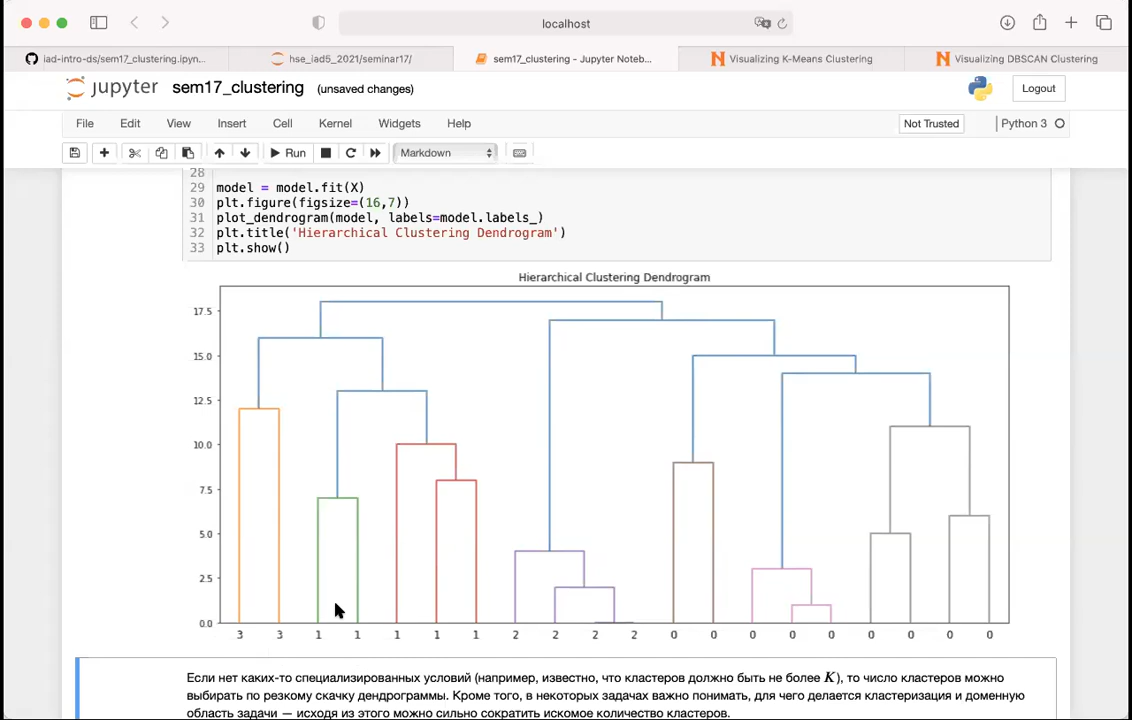 localhost
iad-intro-ds/sem17_clustering.ipyn...
hse_iad5_2021/seminar17/
sem17_clustering - Jupyter Noteb...
Visualizing K-Means Clustering
Visualizing DBSCAN Clustering
jupyter sem17_clustering (unsaved changes)
Logout
File Edit View Insert Cell Kernel Widgets Help
Not Trusted
Python 3
Run
Markdown
28
29 model = model.fit(X)
30 plt.figure(figsize=(16,7))
31 plot_dendrogram(model, labels=model.labels_)
32 plt.title('Hierarchical Clustering Dendrogram')
33 plt.show()
Hierarchical Clustering Dendrogram
17.5
15.0
12.5
10.0
7.5
5.0
2.5
0.0
3 3 1 1 1 1 1 2 2 2 2 0 0 0 0 0 0 0 0 0
Если нет каких-то специализированных условий (например, известно, что кластеров должно быть не более K), то число кластеров можно
выбирать по резкому скачку дендрограммы. Кроме того, в некоторых задачах важно понимать, для чего делается кластеризация и доменную
область задачи — исходя из этого можно сильно сократить искомое количество кластеров.